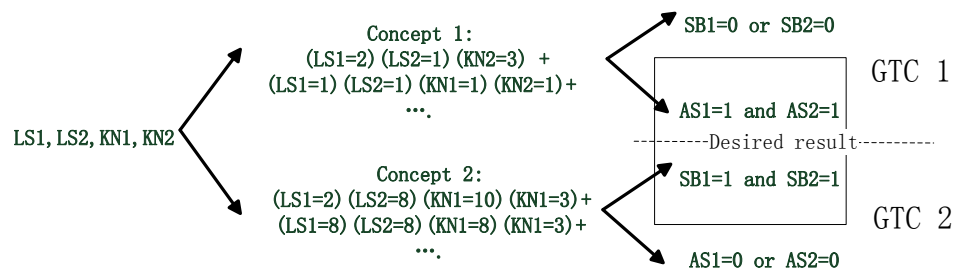 LS1,LS2,KN1,KN2
Concept 1:
(LS1=2)(LS2=1)(KN2=3) +
(LS1=1)(LS2=1)(KN1=1)(KN2=1)+
….
Concept 2:
(LS1=2)(LS2=8)(KN1=10)(KN1=3)+
(LS1=8)(LS2=8)(KN1=8)(KN1=3)+
….
SB1=0 or SB2=0
GTC 1
AS1=1 and AS2=1
Desired result
SB1=1 and SB2=1
GTC 2
AS1=0 or AS2=0